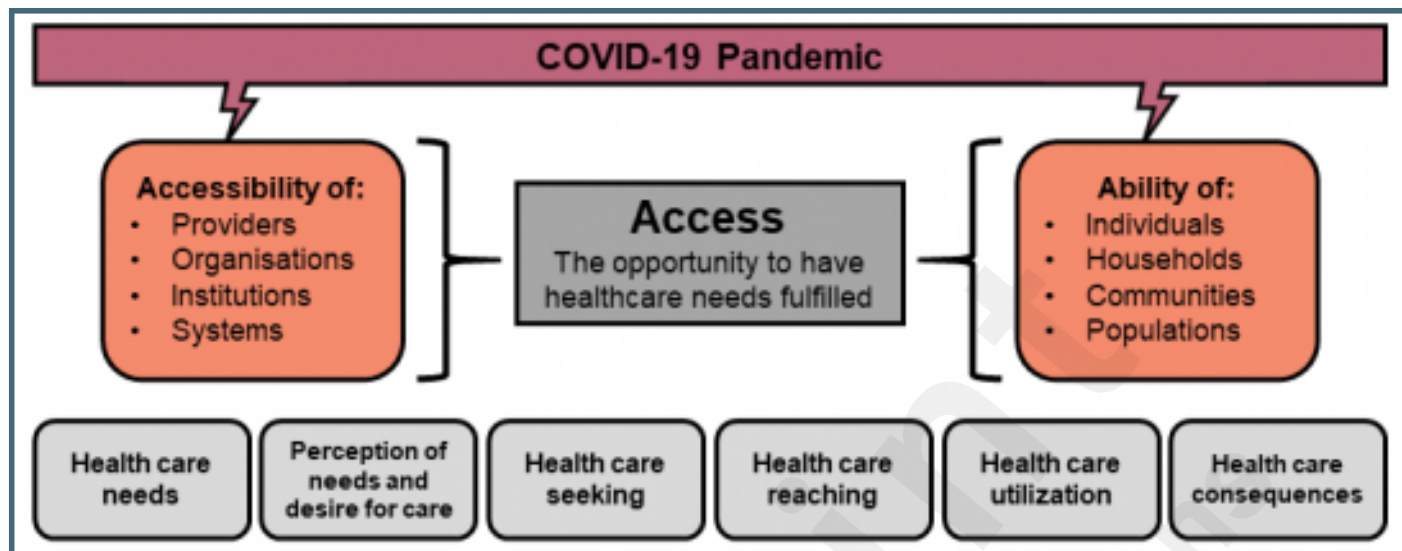 COVID-19 Pandemic
Accessibility of:
• Providers
• Organisations
• Institutions
• Systems
Access
The opportunity to have
healthcare needs fulfilled
Ability of:
• Individuals
• Households
• Communities
• Populations
Health care
needs
Perception of
needs and
desire for care
Health care
seeking
Health care
reaching
Health care
utilization
Health care
consequences